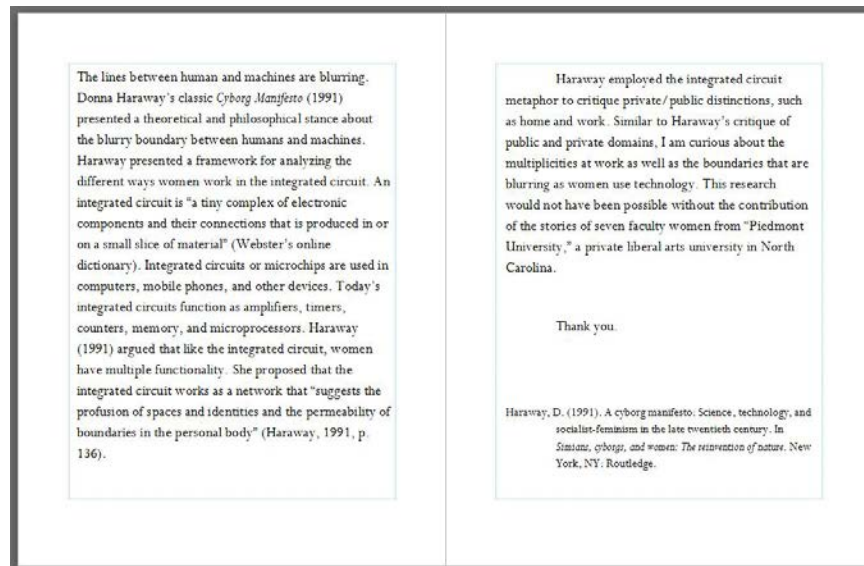 The lines between human and machines are blurring.
Donna Haraway's classic Cyborg Manifesto (1991)
presented a theoretical and philosophical stance about
the blurry boundary between humans and machines.
Haraway presented a framework for analyzing the
different ways women work in the integrated circuit. An
integrated circuit is "a tiny complex of electronic
components and their connections that is produced in or
on a small slice of material" (Webster's online
dictionary). Integrated circuits or microchips are used in
computers, mobile phones, and other devices. Today's
integrated circuits function as amplifiers, timers,
counters, memory, and microprocessors. Haraway
(1991) argued that like the integrated circuit, women
have multiple functionality. She proposed that the
integrated circuit works as a network that "suggests the
profusion of spaces and identities and the permeability of
boundaries in the personal body" (Haraway, 1991, p.
136).
Haraway employed the integrated circuit
metaphor to critique private/public distinctions, such
as home and work. Similar to Haraway's critique of
public and private domains, I am curious about the
multiplicities at work as well as the boundaries that are
blurring as women use technology. This research
would not have been possible without the contribution
of the stories of seven faculty women from "Piedmont
University," a private liberal arts university in North
Carolina.
Thank you.
Haraway, D. (1991). A cyborg manifesto: Science, technology, and
socialist-feminism in the late twentieth century. In
Simians, cyborgs, and women: The reinvention of nature. New
York, NY: Routledge.